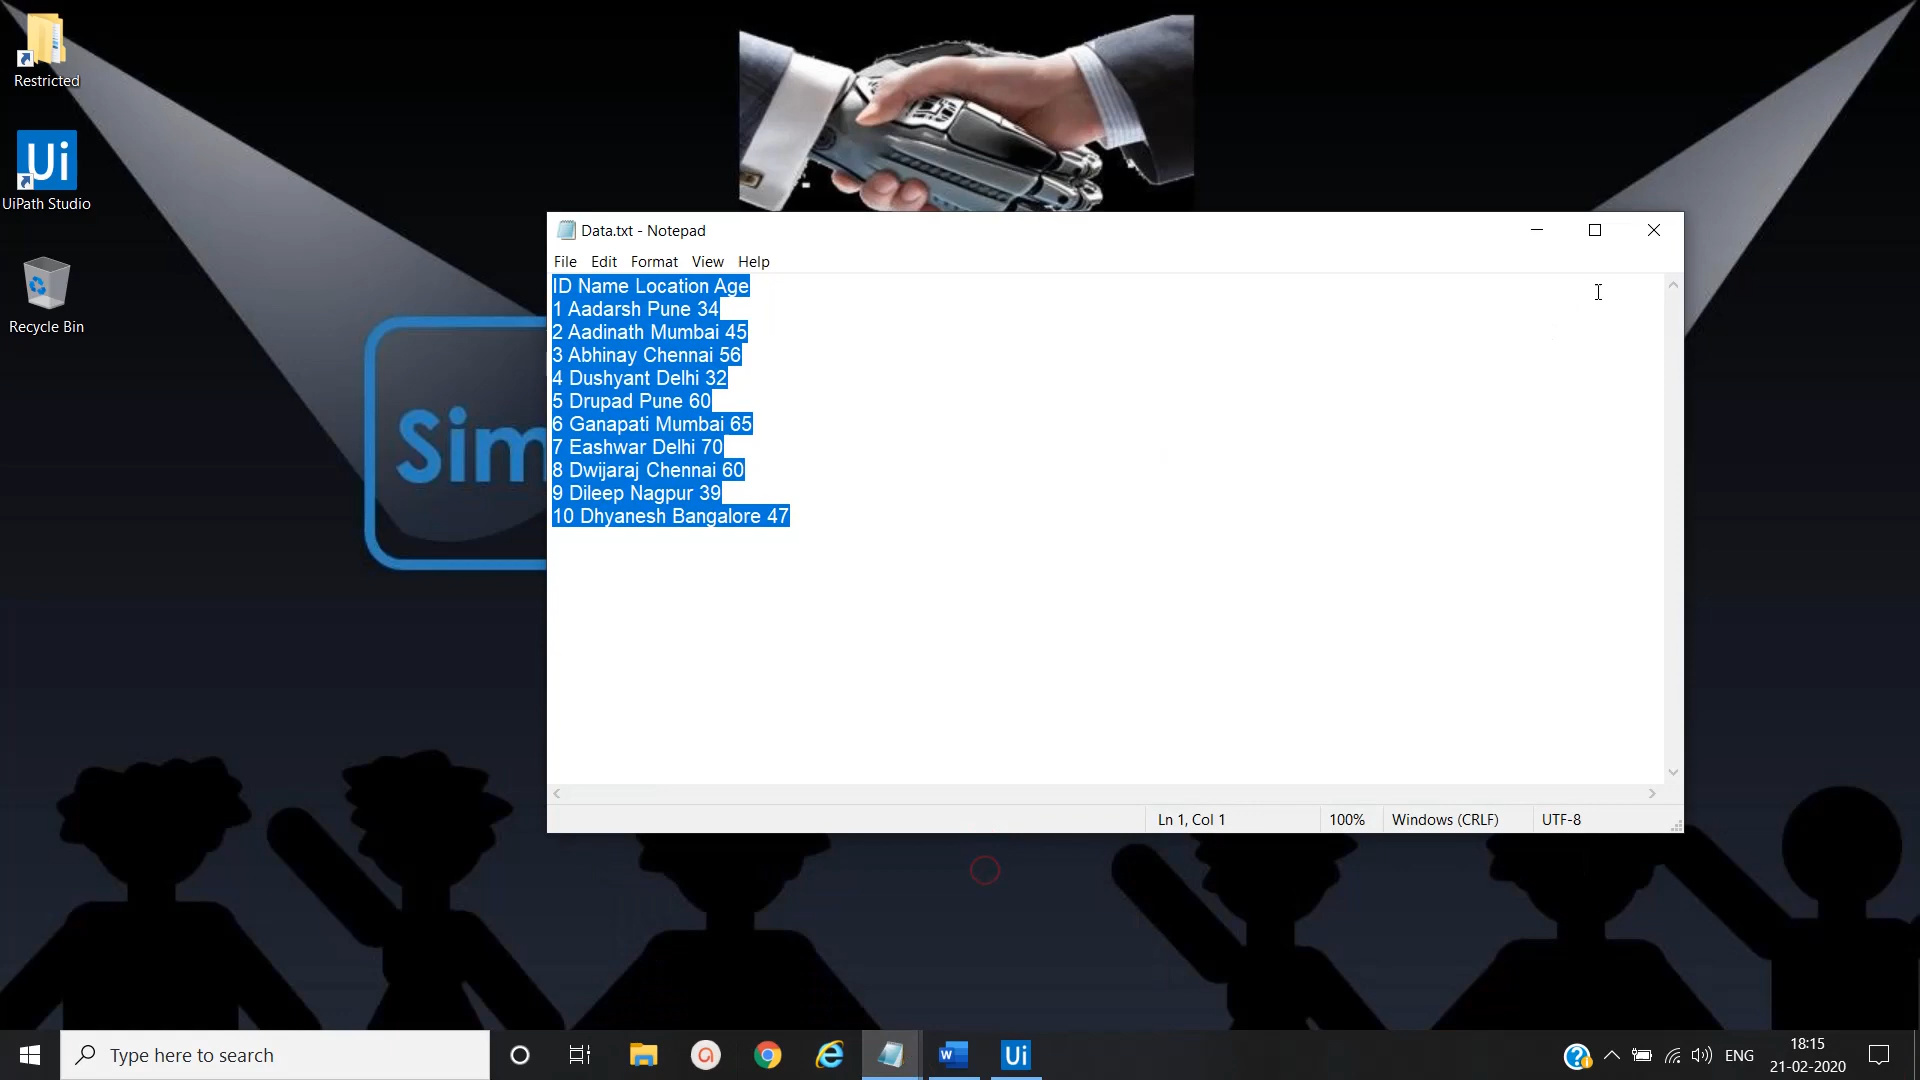 Restricted
Ui
UiPath Studio
Recycle Bin
Sim
Data.txt - Notepad
File Edit Format View Help
ID Name Location Age
1 Aadarsh Pune 34
2 Aadinath Mumbai 45
3 Abhinay Chennai 56
4 Dushyant Delhi 32
5 Drupad Pune 60
6 Ganapati Mumbai 65
7 Eashwar Delhi 70
8 Dwijaraj Chennai 60
9 Dileep Nagpur 39
10 Dhyanesh Bangalore 47
Ln 1, Col 1 100% Windows (CRLF) UTF-8
Type here to search
Ui
ENG
18:15
21-02-2020